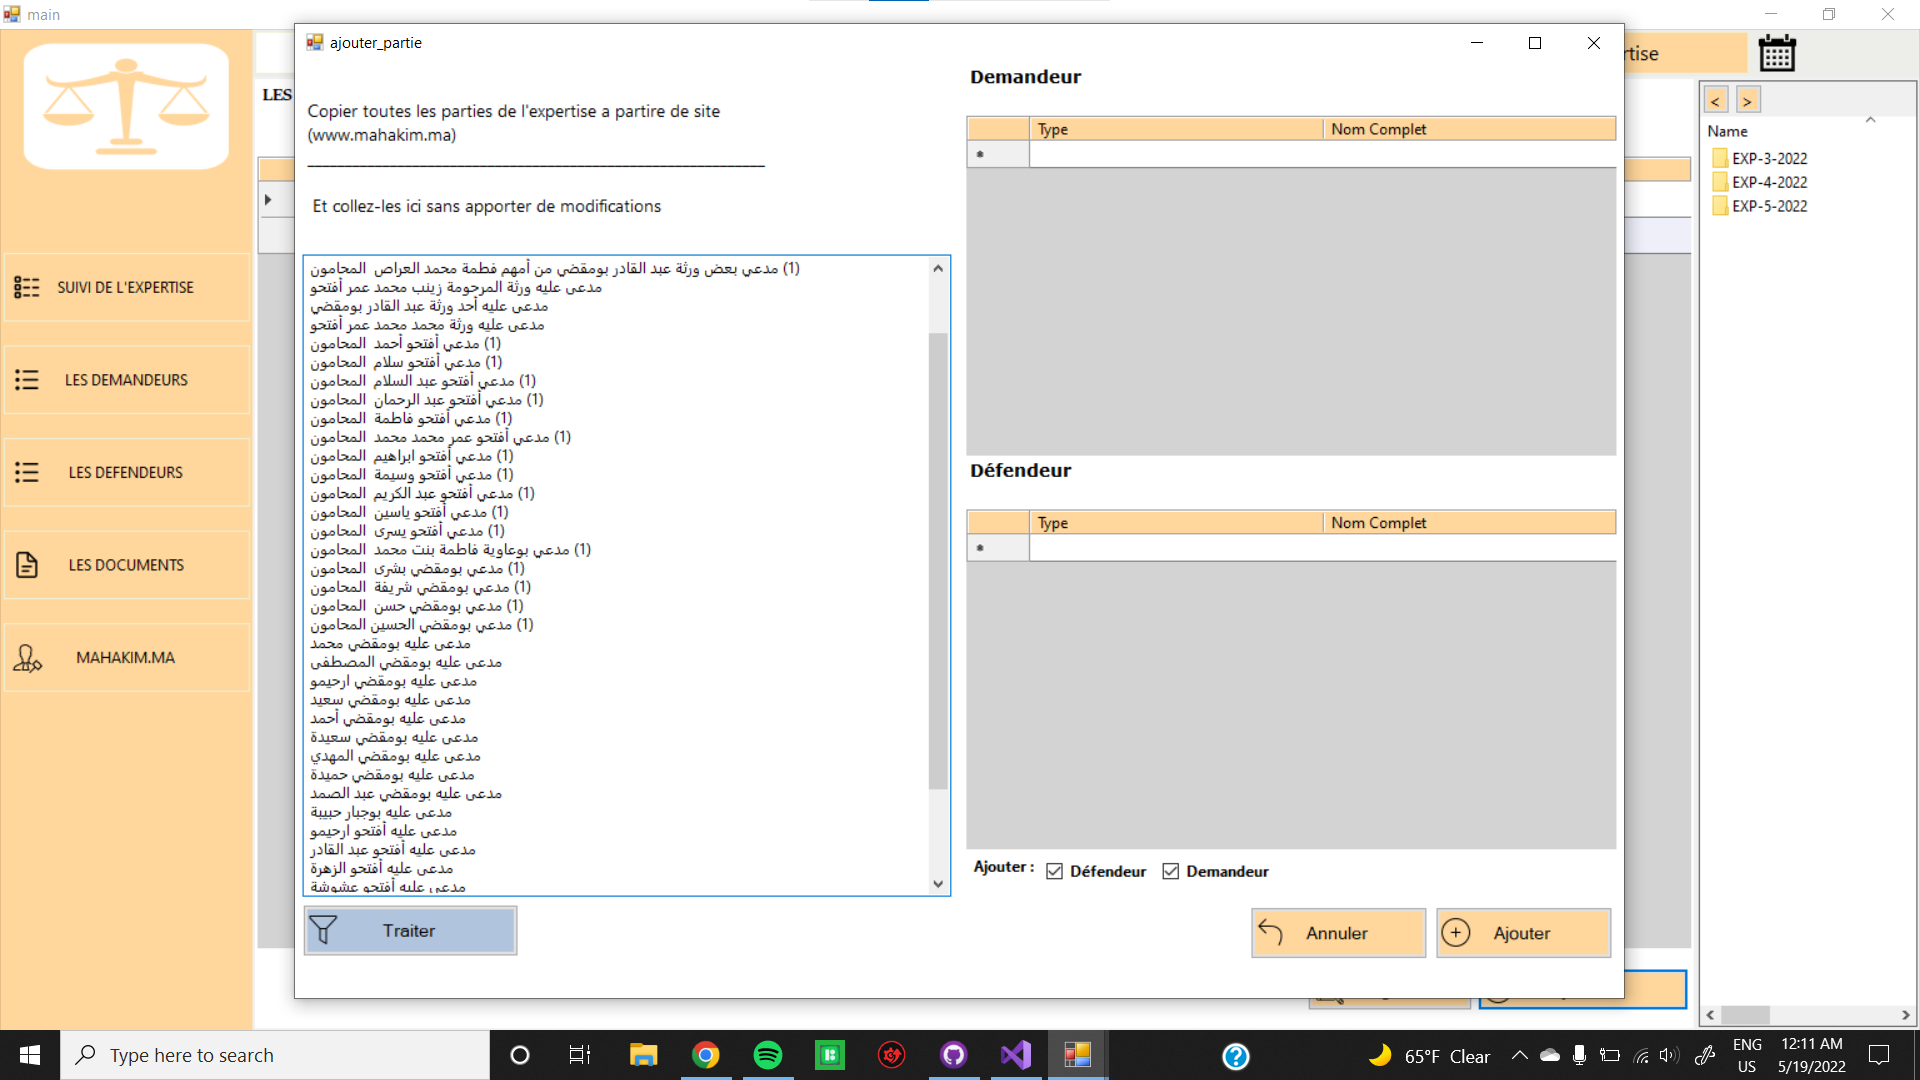 main
ajouter_partie
rtise
LES
Copier toutes les parties de l'expertise a partire de site
(www.mahakim.ma)
Et collez-les ici sans apporter de modifications
(1) مدعي بعض ورثة عبد القادر بومقضي من أمهم فطمة محمد العراص المحامون
مدعى عليه ورثة المرحومة زينب محمد عمر أفتحو
مدعى عليه أحد ورثة عبد القادر بومقضي
مدعى عليه ورثة محمد محمد عمر أفتحو
(1) مدعي أفتحو أحمد المحامون
(1) مدعي أفتحو سلام المحامون
(1) مدعي أفتحو عبد السلام المحامون
(1) مدعي أفتحو عبد الرحمان المحامون
(1) مدعي أفتحو فاطمة المحامون
(1) مدعي أفتحو عمر محمد محمد المحامون
(1) مدعي أفتحو ابراهيم المحامون
(1) مدعي أفتحو وسيمة المحامون
(1) مدعي أفتحو عبد الكريم المحامون
(1) مدعي أفتحو ياسين المحامون
(1) مدعي أفتحو يسرى المحامون
(1) مدعي بوعاوية فاطمة بنت محمد المحامون
(1) مدعي بومقضي بشرى المحامون
(1) مدعي بومقضي شريفة المحامون
(1) مدعي بومقضي حسن المحامون
(1) مدعي بومقضي الحسين المحامون
مدعى عليه بومقضي محمد
مدعى عليه بومقضي المصطفى
مدعى عليه بومقضي ارحيمو
مدعى عليه بومقضي سعيد
مدعى عليه بومقضي أحمد
مدعى عليه بومقضي سعيدة
مدعى عليه بومقضي المهدي
مدعى عليه بومقضي حميدة
مدعى عليه بومقضي عبد الصمد
مدعى عليه بوجبار حبيبة
مدعى عليه أفتحو ارحيمو
مدعى عليه أفتحو عبد القادر
مدعى عليه أفتحو الزهرة
مدعى عليه أفتحو عشوشة
Traiter
Demandeur
Type Nom Complet
Défendeur
Type Nom Complet
Ajouter : Défendeur Demandeur
Annuler Ajouter
SUIVI DE L'EXPERTISE
LES DEMANDEURS
LES DEFENDEURS
LES DOCUMENTS
MAHAKIM.MA
< >
Name
EXP-3-2022
EXP-4-2022
EXP-5-2022
Type here to search
65°F Clear
ENG
US
12:11 AM
5/19/2022